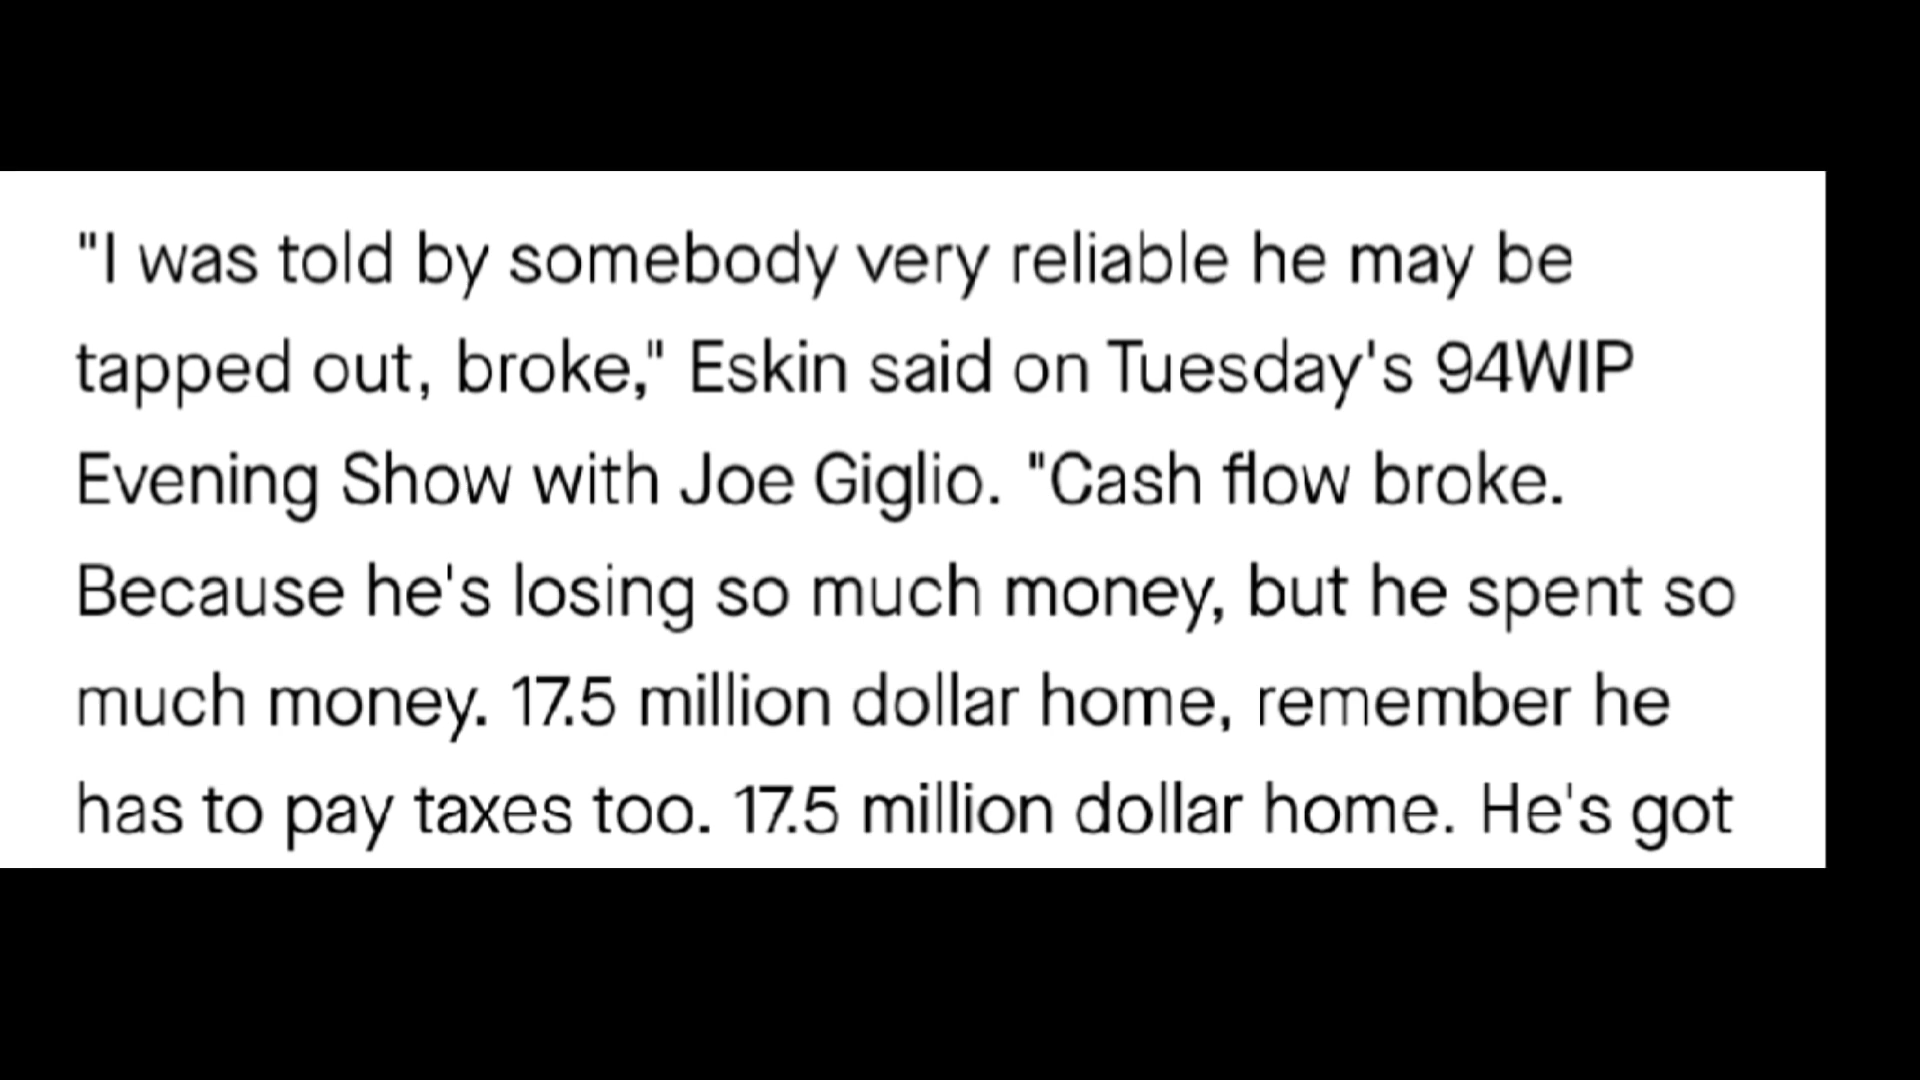 "I was told by somebody very reliable he may be
tapped out, broke," Eskin said on Tuesday's 94WIP
Evening Show with Joe Giglio. "Cash flow broke.
Because he's losing so much money, but he spent so
much money. 17.5 million dollar home, remember he
has to pay taxes too. 17.5 million dollar home. He's got